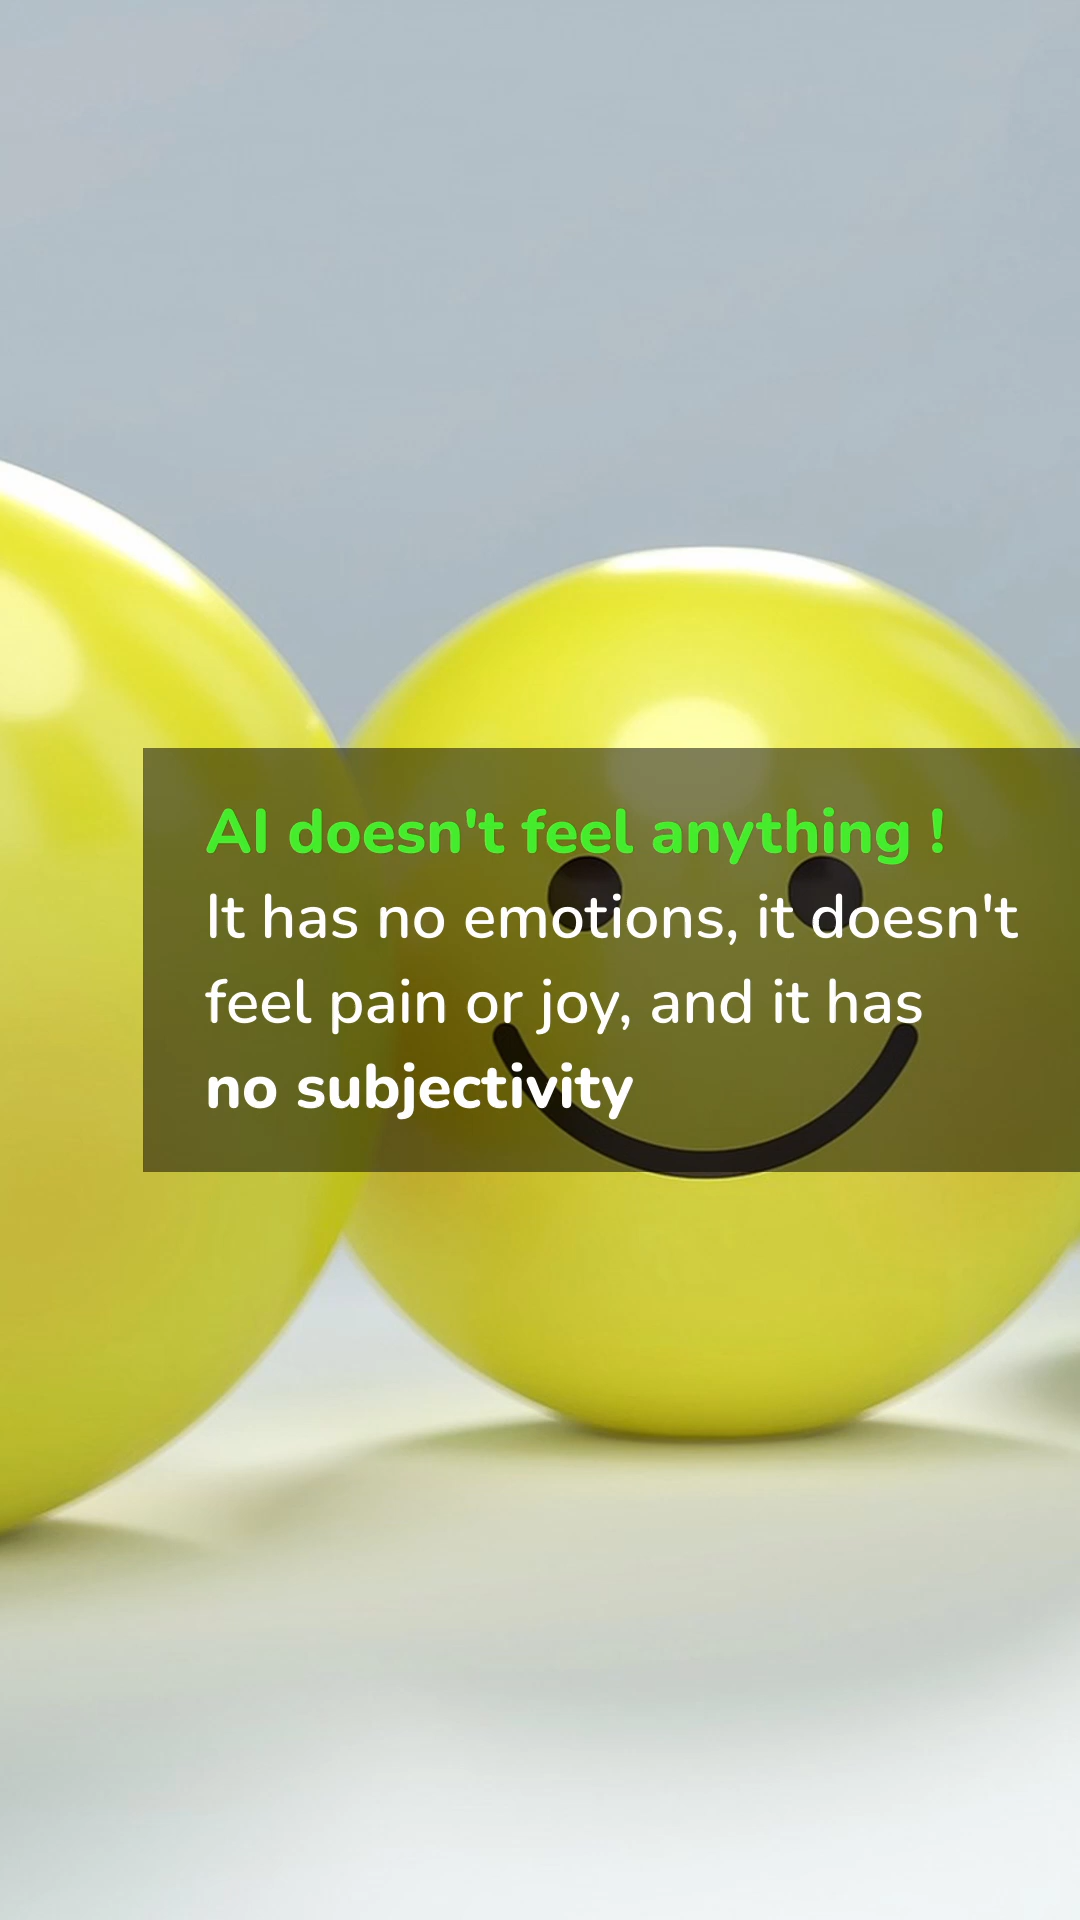 AI doesn't feel anything !
It has no emotions, it doesn't
feel pain or joy, and it has
no subjectivity